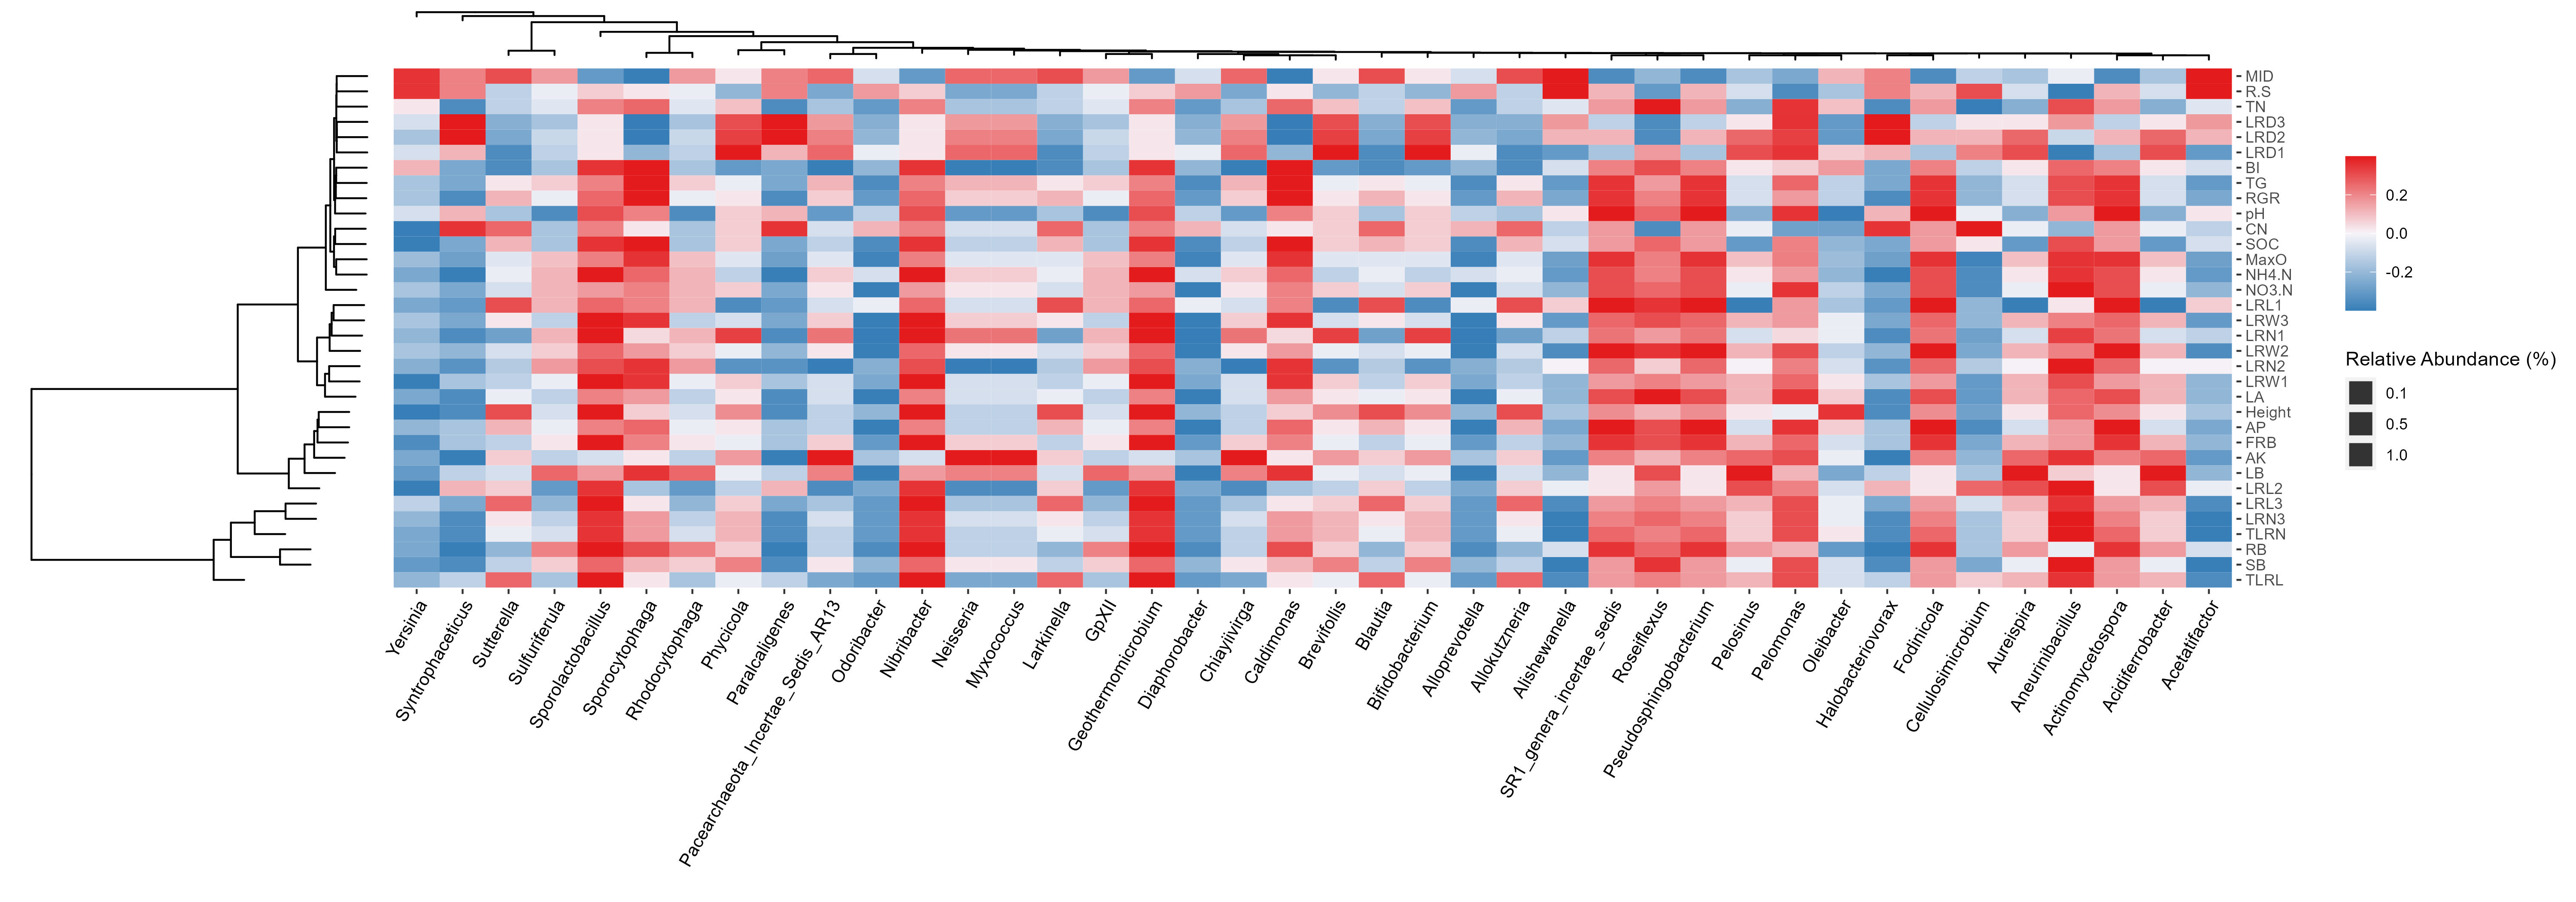 MID
R.S
TN
LRD3
LRD2
LRD1
BI
TG
RGR
pH
CN
SOC
MaxO
NH4.N
NO3.N
LRL1
LRW3
LRN1
LRW2
LRN2
LRW1
LA
Height
AP
FRB
AK
LB
LRL2
LRL3
LRN3
TLRN
RB
SB
TLRL
0.2
0.0
-0.2
Relative Abundance (%)
0.1
0.5
1.0
Yersinia
Syntrophaceticus
Sutterella
Sulfuriferula
Sporolactobacillus
Sporocytophaga
Rhodocytophaga
Phycicola
Paralcaligenes
Pacearchaeota_Incertae_Sedis_AR13
Odoribacter
Nibribacter
Neisseria
Myxococcus
Larkinella
GpXII
Geothermomicrobium
Diaphorobacter
Chiayiivirga
Caldimonas
Brevifollis
Blautia
Bifidobacterium
Alloprevotella
Allokutzneria
Alishewanella
SR1_genera_incertae_sedis
Roseiflexus
Pseudosphingobacterium
Pelosinus
Pelomonas
Oleibacter
Halobacteriovorax
Fodinicola
Cellulosimicrobium
Aureispira
Aneurinibacillus
Actinomycetospora
Acidiferrobacter
Acetatifactor